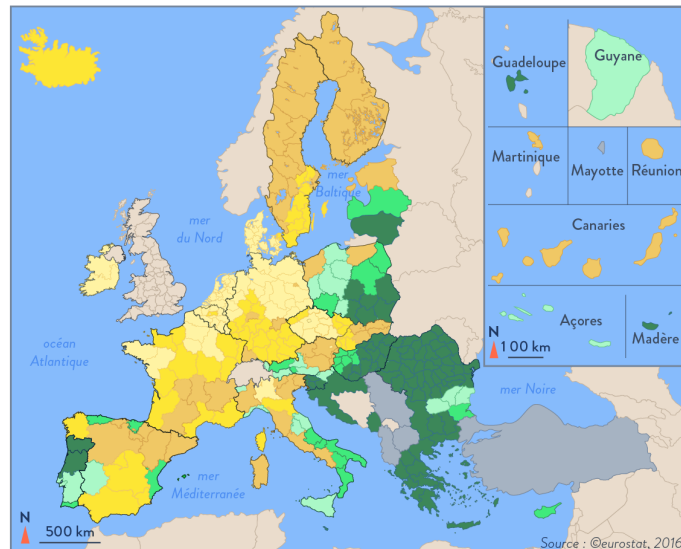 Guadeloupe
Guyane
Martinique
Mayotte
Réunion
Canaries
Açores
Madère
N
100 km
mer
Baltique
mer
du Nord
océan
Atlantique
mer Noire
mer
Méditerranée
N
500 km
Source : ©eurostat, 2016